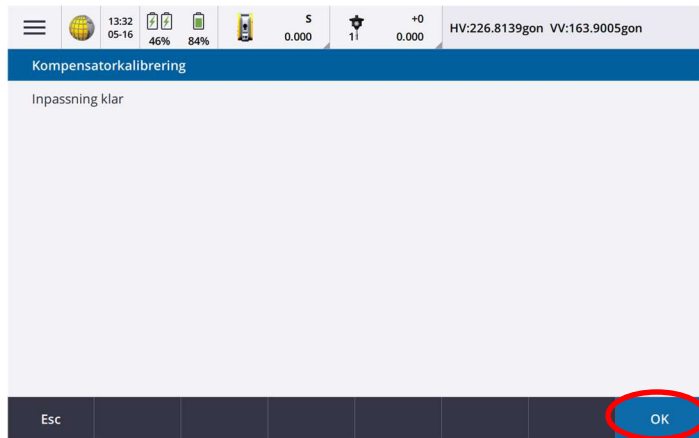 13:32
05-16
46%
84%
S
0.000
1
+0
0.000
HV:226.8139gon VV:163.9005gon
Kompensatorkalibrering
Inpassning klar
Esc
OK